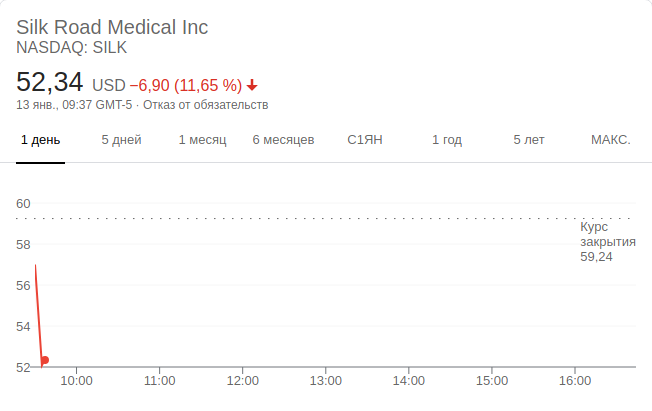 Silk Road Medical Inc
NASDAQ: SILK
52,34 USD −6,90 (11,65 %)
13 янв., 09:37 GMT-5 · Отказ от обязательств
1 день 5 дней 1 месяц 6 месяцев С1ЯН 1 год 5 лет МАКС.
60
58
56
54
52
Курс
закрытия
59,24
10:00 11:00 12:00 13:00 14:00 15:00 16:00